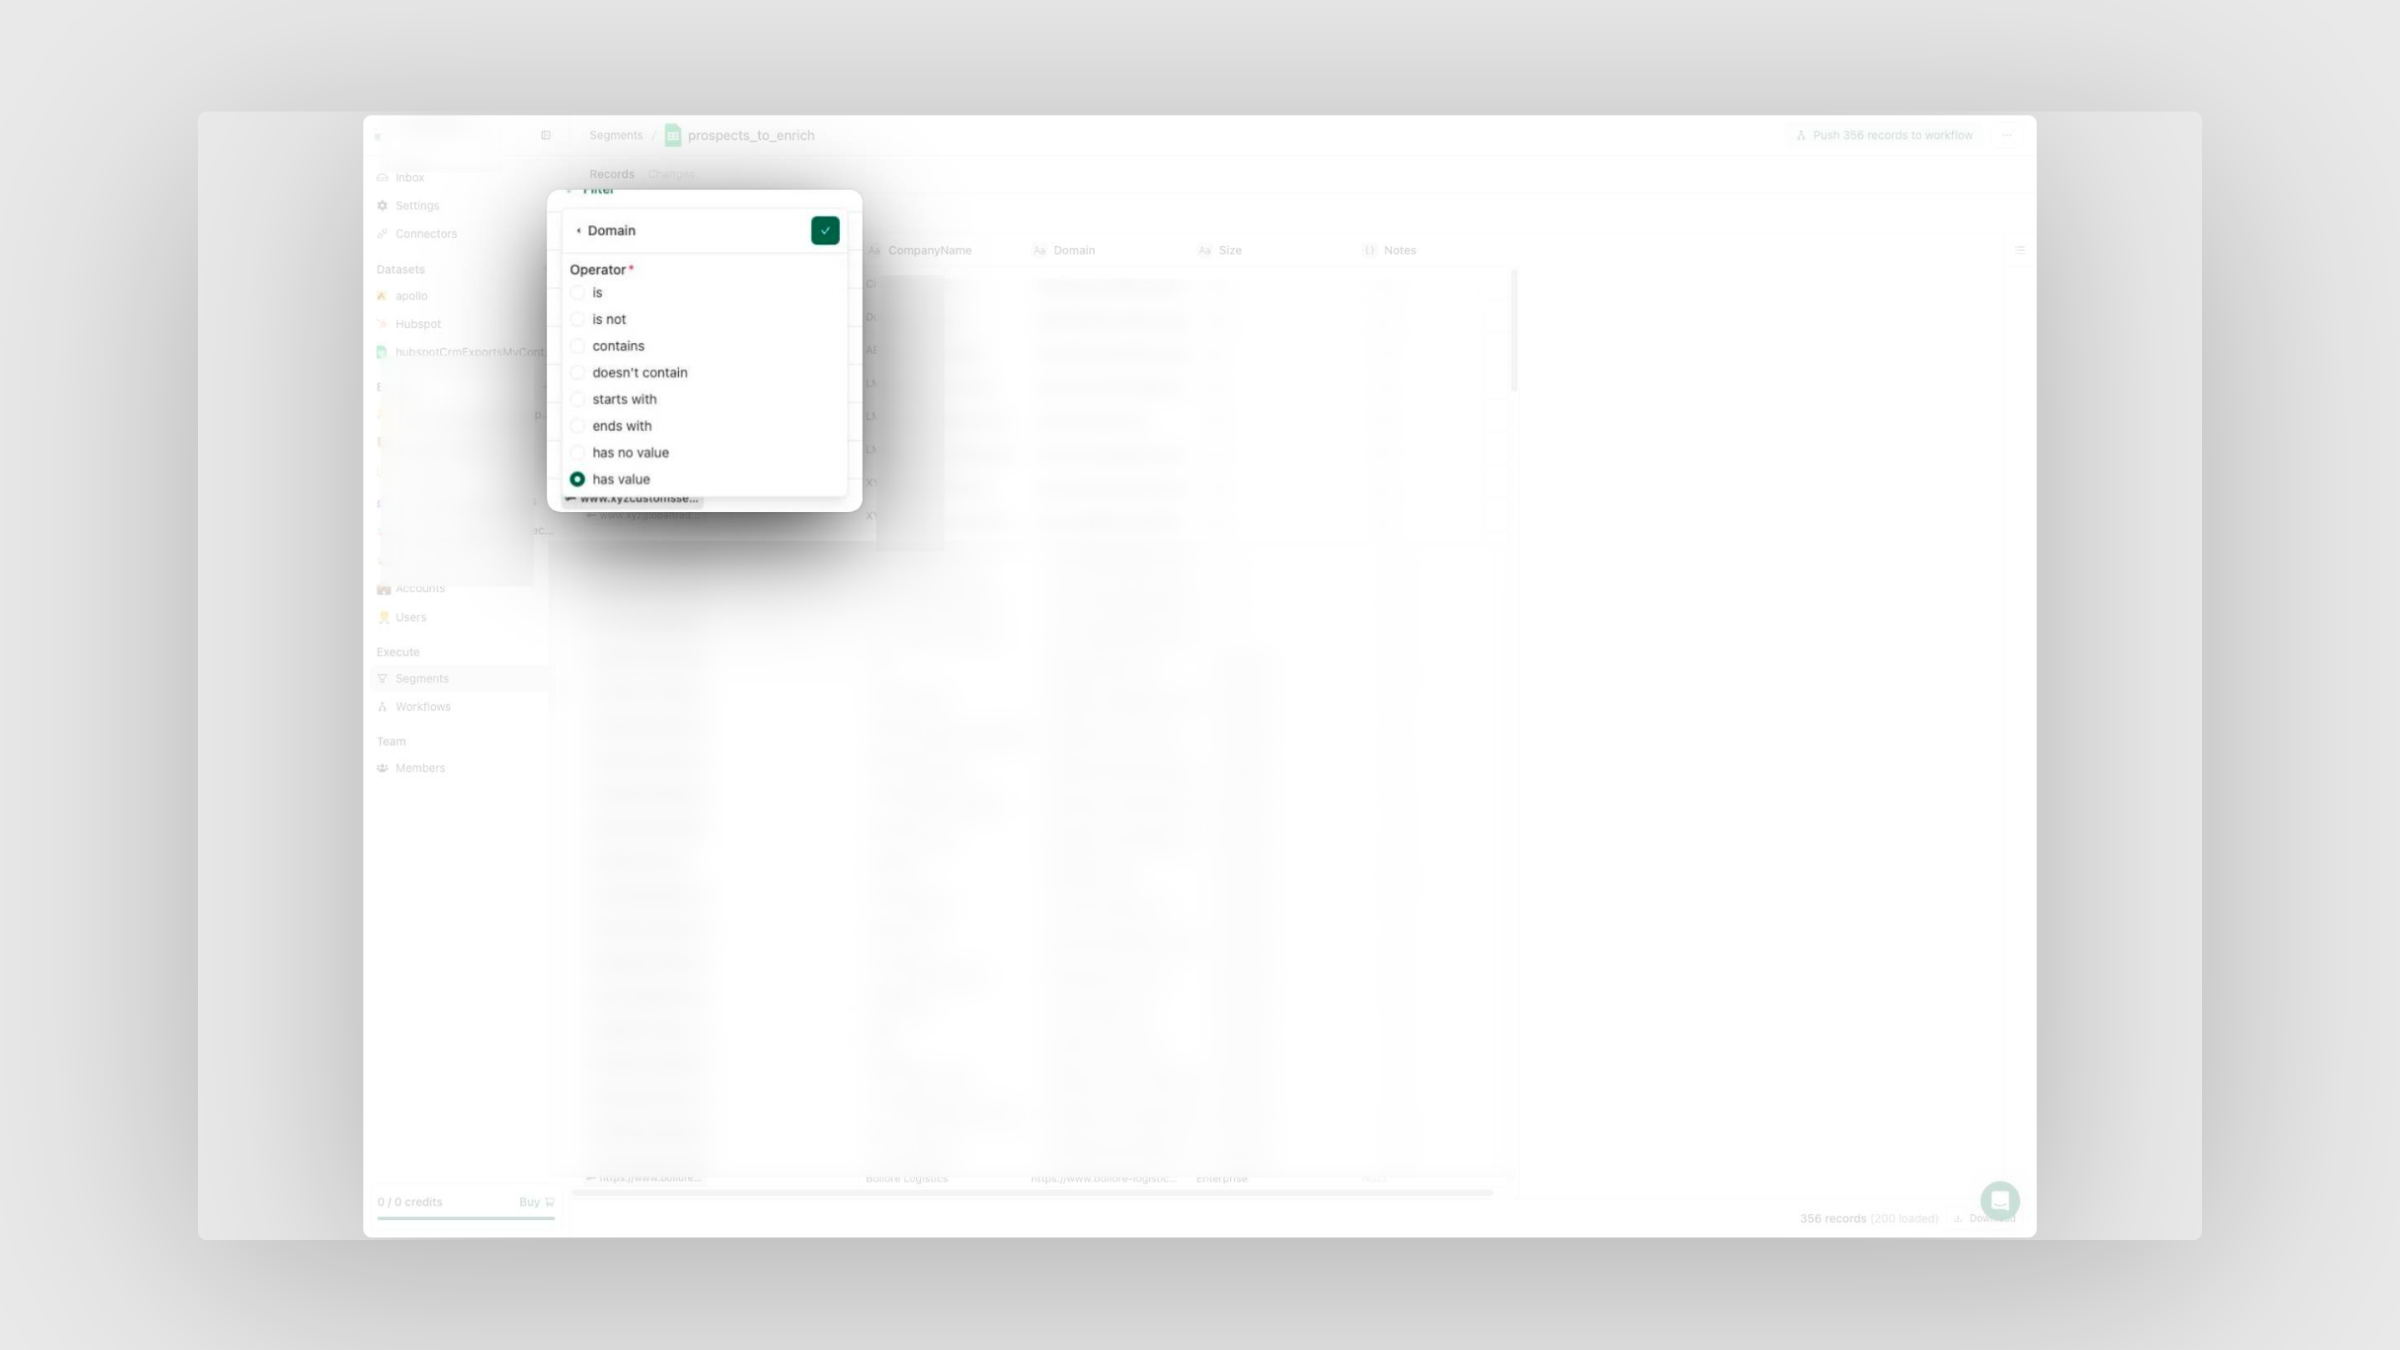 Segments / prospects_to_enrich
Push 356 records to workflow
Inbox
Records Changes
Filter
Settings
Connectors
Domain
CompanyName
Domain
Size
Notes
Datasets
Operator*
apollo
is
Hubspot
is not
hubspotCrmExportsMyCont...
contains
doesn't contain
starts with
ends with
has no value
has value
www.xyzcustomsse...
Accounts
Users
Execute
Segments
Workflows
Team
Members
https://www.bollore...
Bollore Logistics
https://www.bollore-logistic...
Enterprise
0 / 0 credits
Buy
356 records (200 loaded)
Download